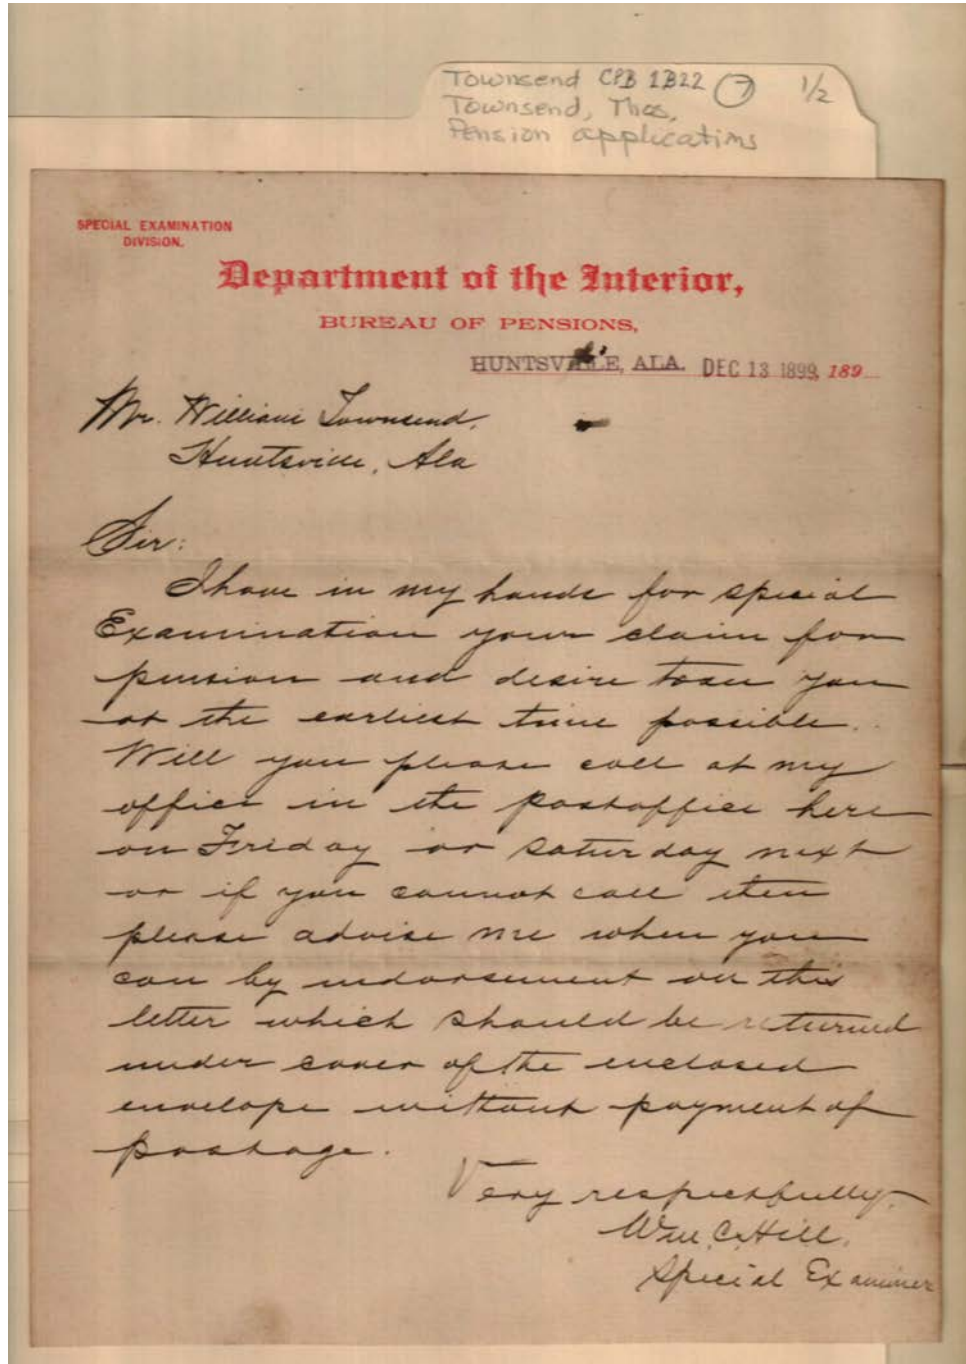 Townsend CPB 1B22 7 1/2
Townsend, Thos,
Pension applications
SPECIAL EXAMINATION
DIVISION.
Department of the Interior,
BUREAU OF PENSIONS,
HUNTSVILLE, ALA. DEC 13 1899, 189
Mr. William Townsend,
Huntsville, Ala
Sir:
I have in my hands for special
Examination your claim for
pension and desire to see you
at the earliest time possible.
Will you please call at my
office in the postoffice here
on Friday or Saturday next
or if you cannot call then
please advise me when you
can by indorsement on this
letter which should be returned
under cover of the enclosed
envelope without payment of
postage.
Very respectfully,
Wm. C. Hill,
Special Examiner